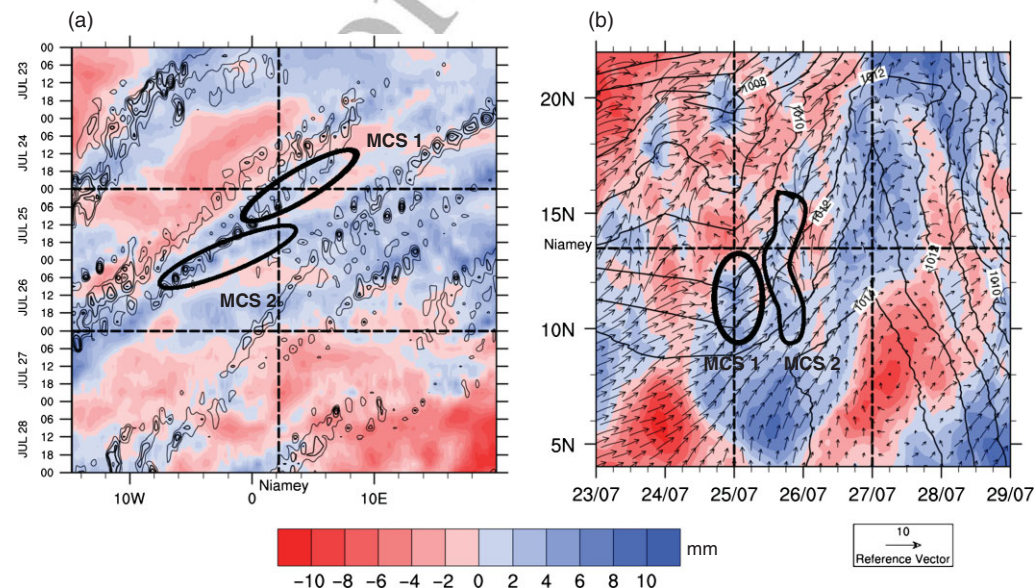 (a)
(b)
00
06
12
18
00
06
12
18
00
06
12
18
00
06
12
18
00
06
12
18
00
06
12
18
00
JUL 23
JUL 24
JUL 25
JUL 26
JUL 27
JUL 28
MCS 1
MCS 2
10W
0
Niamey
10E
20N
15N
Niamey
10N
5N
1008
1010
1012
1012
1012
1010
MCS 1
MCS 2
23/07
24/07
25/07
26/07
27/07
28/07
29/07
−10 −8 −6 −4 −2 0 2 4 6 8 10
mm
10
Reference Vector